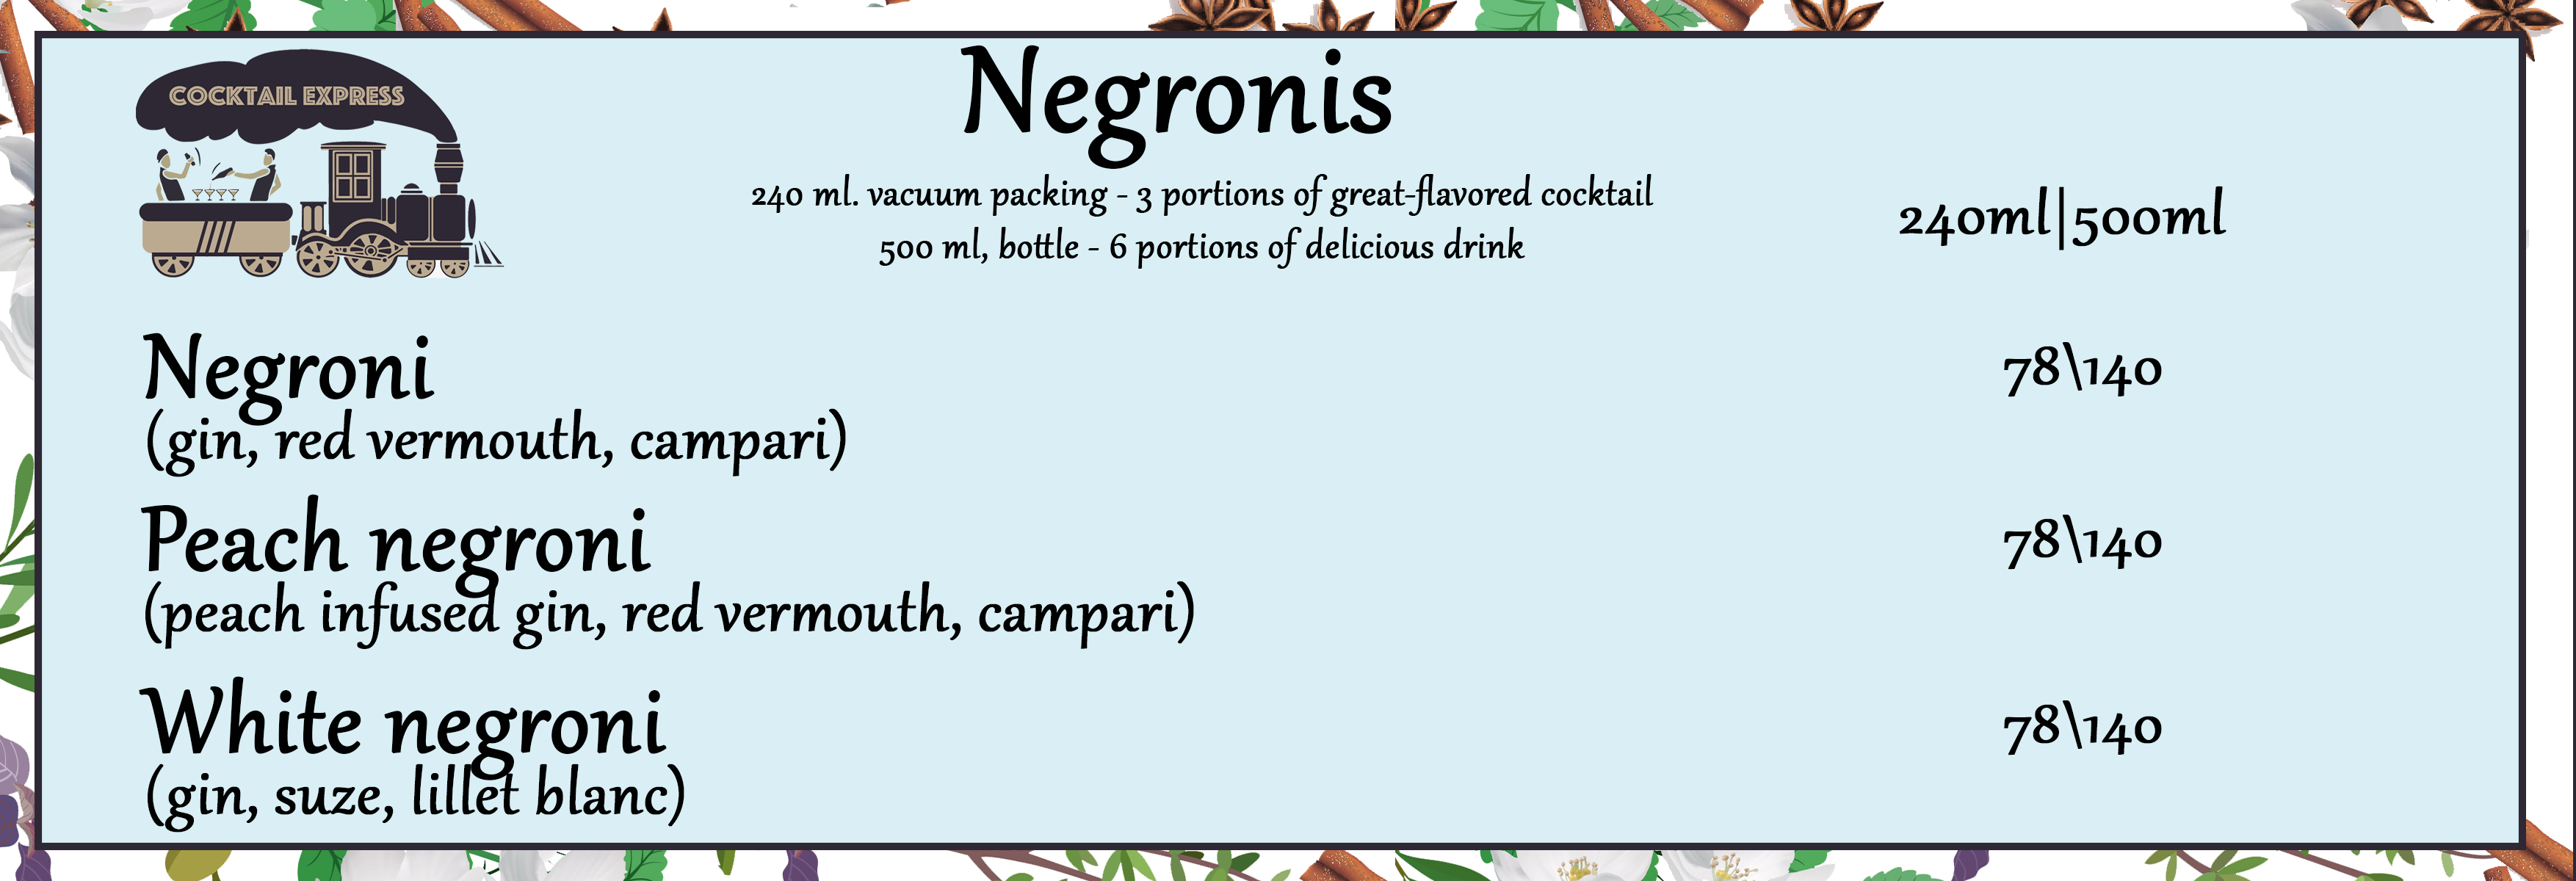 COCKTAIL EXPRESS
Negronis
240 ml. vacuum packing - 3 portions of great-flavored cocktail
500 ml, bottle - 6 portions of delicious drink
240ml|500ml
Negroni
78\140
(gin, red vermouth, campari)
Peach negroni
78\140
(peach infused gin, red vermouth, campari)
White negroni
78\140
(gin, suze, lillet blanc)